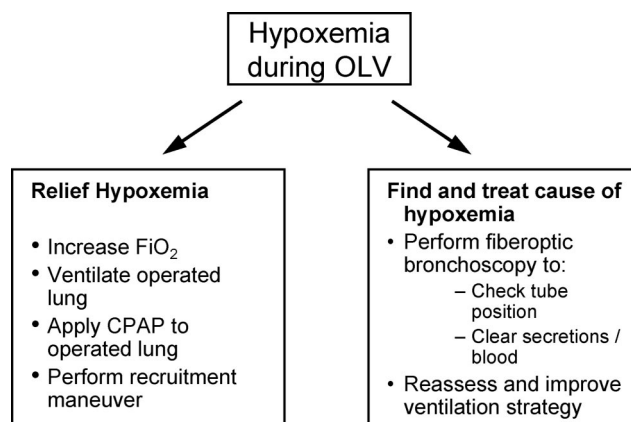 Hypoxemia
during OLV
Relief Hypoxemia
• Increase FiO₂
• Ventilate operated
lung
• Apply CPAP to
operated lung
• Perform recruitment
maneuver
Find and treat cause of
hypoxemia
• Perform fiberoptic
bronchoscopy to:
– Check tube
position
– Clear secretions /
blood
• Reassess and improve
ventilation strategy